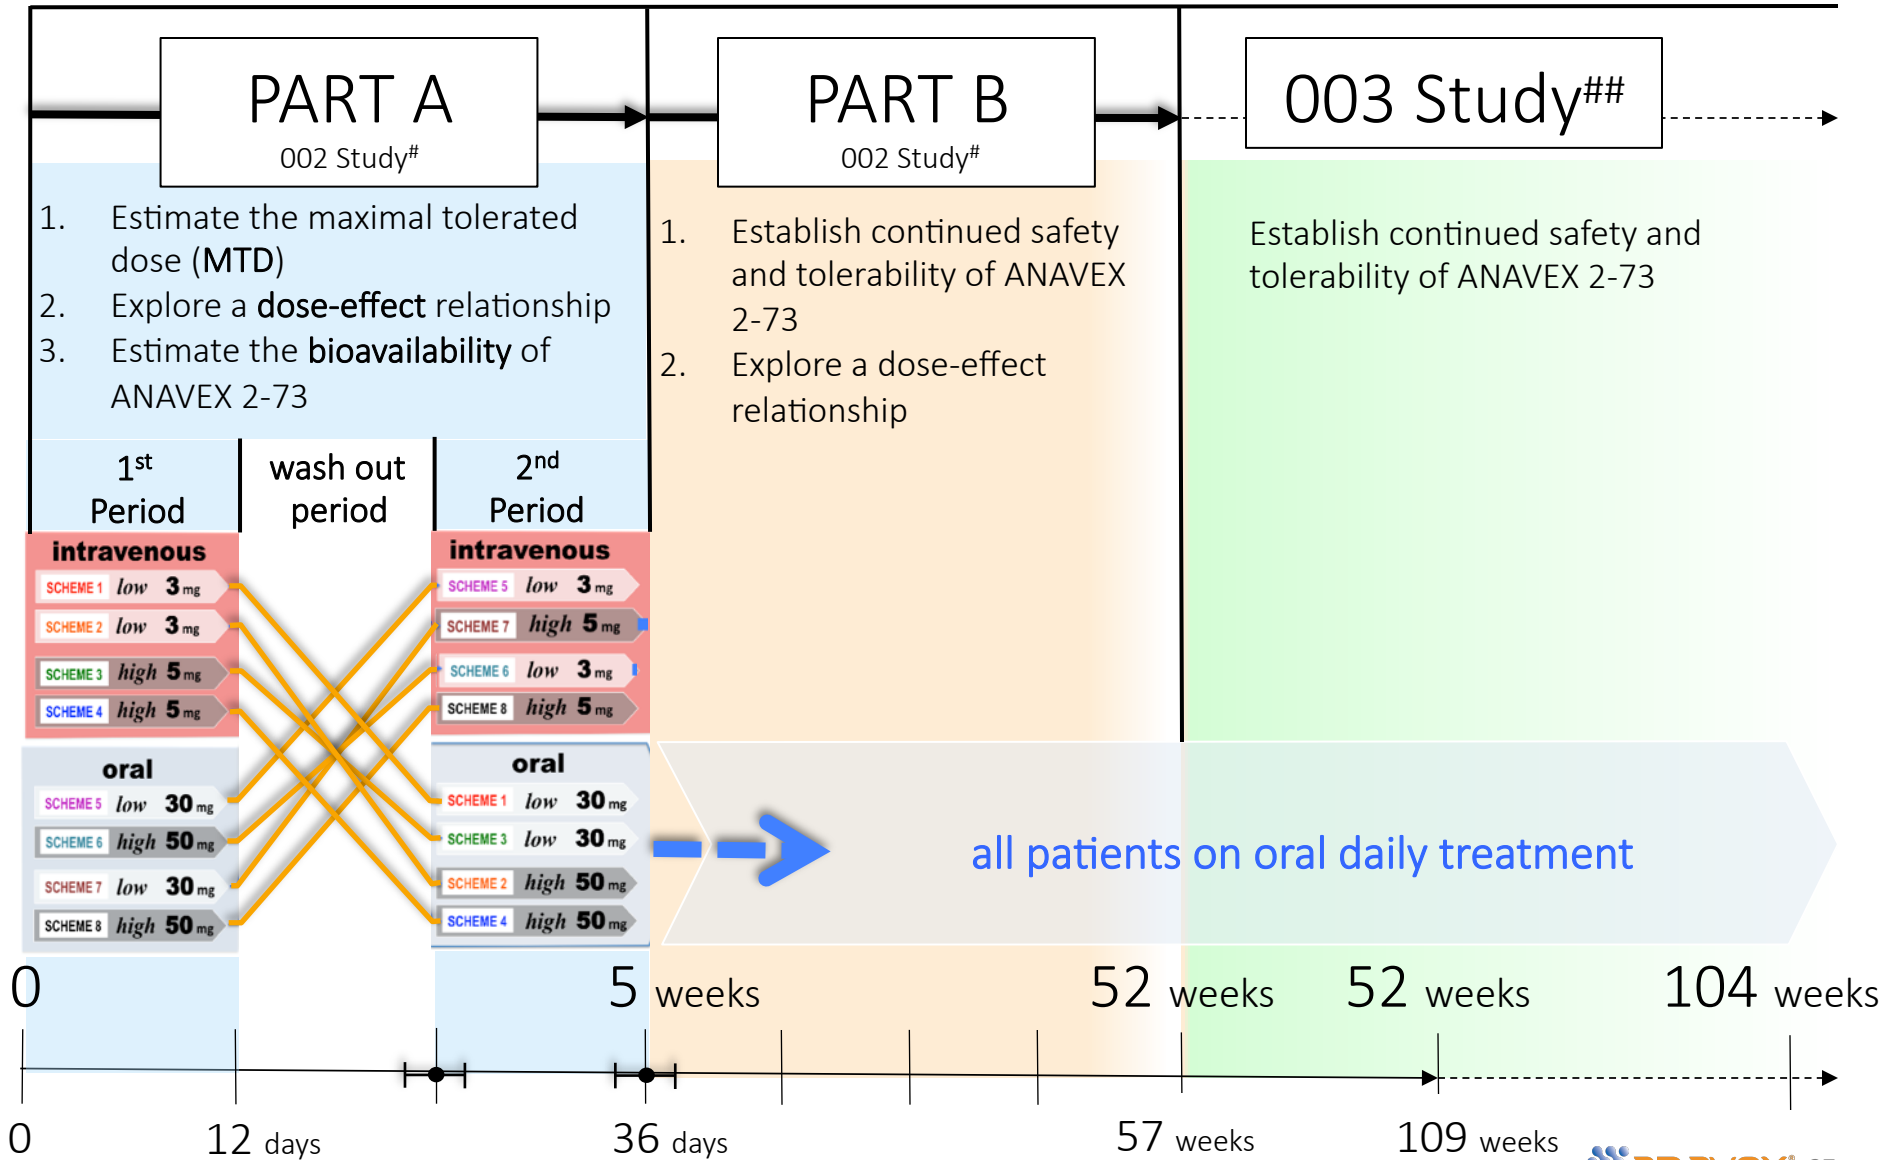 PART A
002 Study#
PART B
002 Study#
003 Study##
1. Estimate the maximal tolerated
dose (MTD)
2. Explore a dose-effect relationship
3. Estimate the bioavailability of
ANAVEX 2-73
1. Establish continued safety
and tolerability of ANAVEX
2-73
2. Explore a dose-effect
relationship
Establish continued safety and
tolerability of ANAVEX 2-73
1st
Period
wash out
period
2nd
Period
intravenous
SCHEME 1 low 3 mg
SCHEME 2 low 3 mg
SCHEME 3 high 5 mg
SCHEME 4 high 5 mg
oral
SCHEME 5 low 30 mg
SCHEME 6 high 50 mg
SCHEME 7 low 30 mg
SCHEME 8 high 50 mg
intravenous
SCHEME 5 low 3 mg
SCHEME 7 high 5 mg
SCHEME 6 low 3 mg
SCHEME 8 high 5 mg
oral
SCHEME 1 low 30 mg
SCHEME 3 low 30 mg
SCHEME 2 high 50 mg
SCHEME 4 high 50 mg
all patients on oral daily treatment
0 5 weeks 52 weeks 52 weeks 104 weeks
0 12 days 36 days 57 weeks 109 weeks